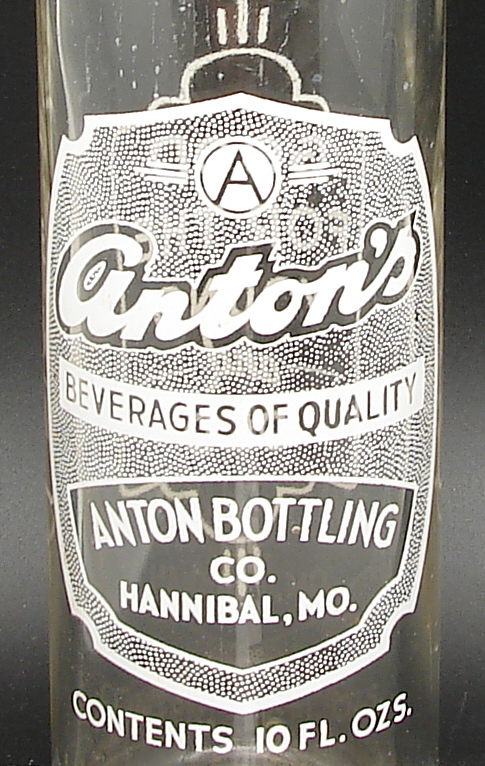 A
Anton's
BEVERAGES OF QUALITY
ANTON BOTTLING
CO.
HANNIBAL, MO.
CONTENTS 10 FL. OZS.